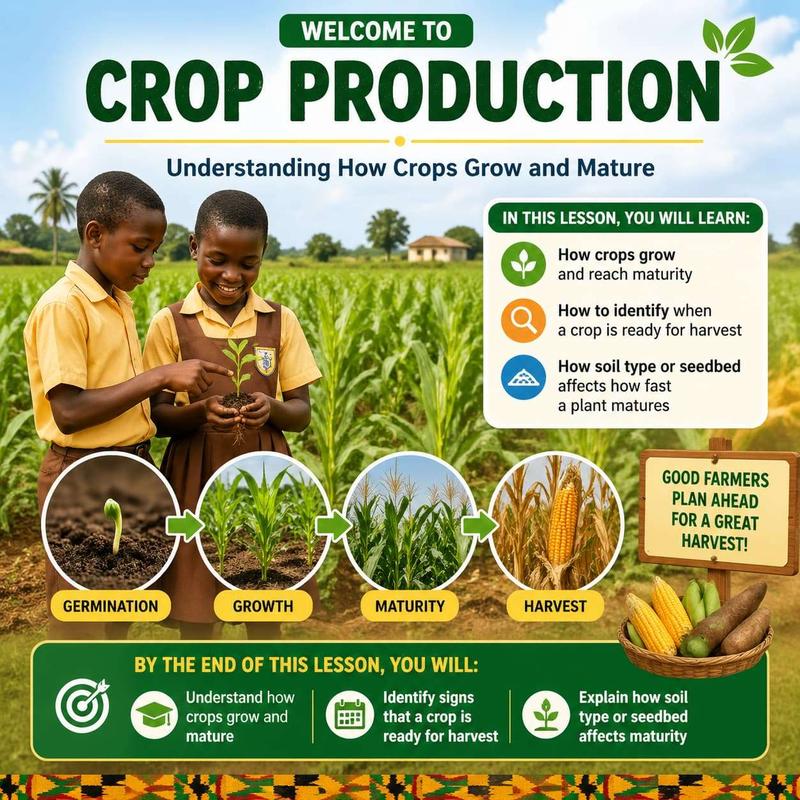 WELCOME TO
CROP PRODUCTION
Understanding How Crops Grow and Mature
IN THIS LESSON, YOU WILL LEARN:
How crops grow
and reach maturity
How to identify when
a crop is ready for harvest
How soil type or seedbed
affects how fast
a plant matures
GERMINATION
GROWTH
MATURITY
HARVEST
GOOD FARMERS
PLAN AHEAD
FOR A GREAT
HARVEST!
BY THE END OF THIS LESSON, YOU WILL:
Understand how
crops grow and
mature
Identify signs
that a crop is
ready for harvest
Explain how soil
type or seedbed
affects maturity